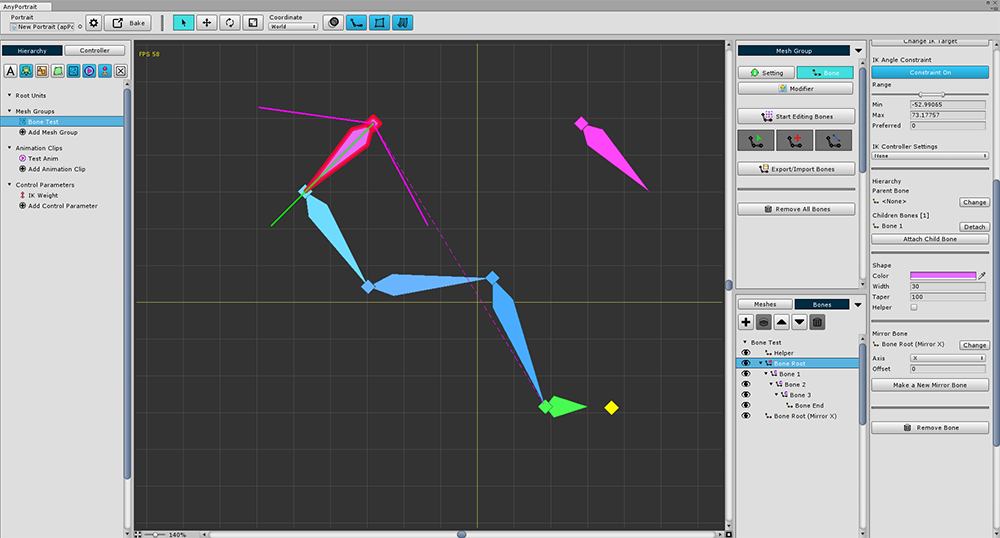 AnyPortrait
Portrait
New Portrait (apPo
Bake
Coordinate
World
Hierarchy
Controller
A
Root Units
Mesh Groups
Bone Test
Add Mesh Group
Animation Clips
Test Anim
Add Animation Clip
Control Parameters
IK Weight
Add Control Parameter
FPS 58
140%
Mesh Group
Setting
Bone
Modifier
Start Editing Bones
Export/Import Bones
Remove All Bones
Meshes
Bones
Bone Test
Helper
Bone Root
Bone 1
Bone 2
Bone 3
Bone End
Bone Root (Mirror X)
Change IK Target
IK Angle Constraint
Constraint On
Range
Min -52.99065
Max 73.17757
Preferred 0
IK Controller Settings
None
Hierarchy
Parent Bone
<None> Change
Children Bones [1]
Bone 1 Detach
Attach Child Bone
Shape
Color
Width 30
Taper 100
Helper
Mirror Bone
Bone Root (Mirror X) Change
Axis X
Offset 0
Make a New Mirror Bone
Remove Bone